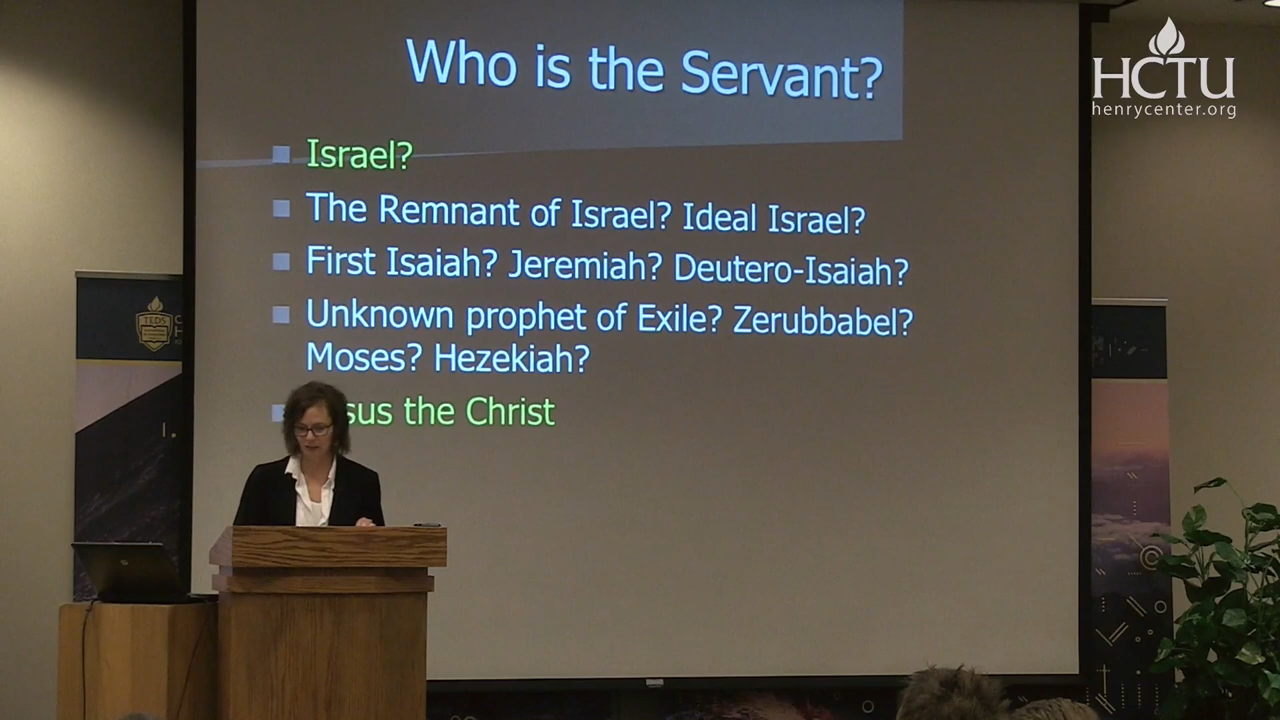 Who is the Servant?
HCTU
henrycenter.org
Israel?
The Remnant of Israel? Ideal Israel?
First Isaiah? Jeremiah? Deutero-Isaiah?
Unknown prophet of Exile? Zerubbabel?
Moses? Hezekiah?
sus the Christ
TEDS